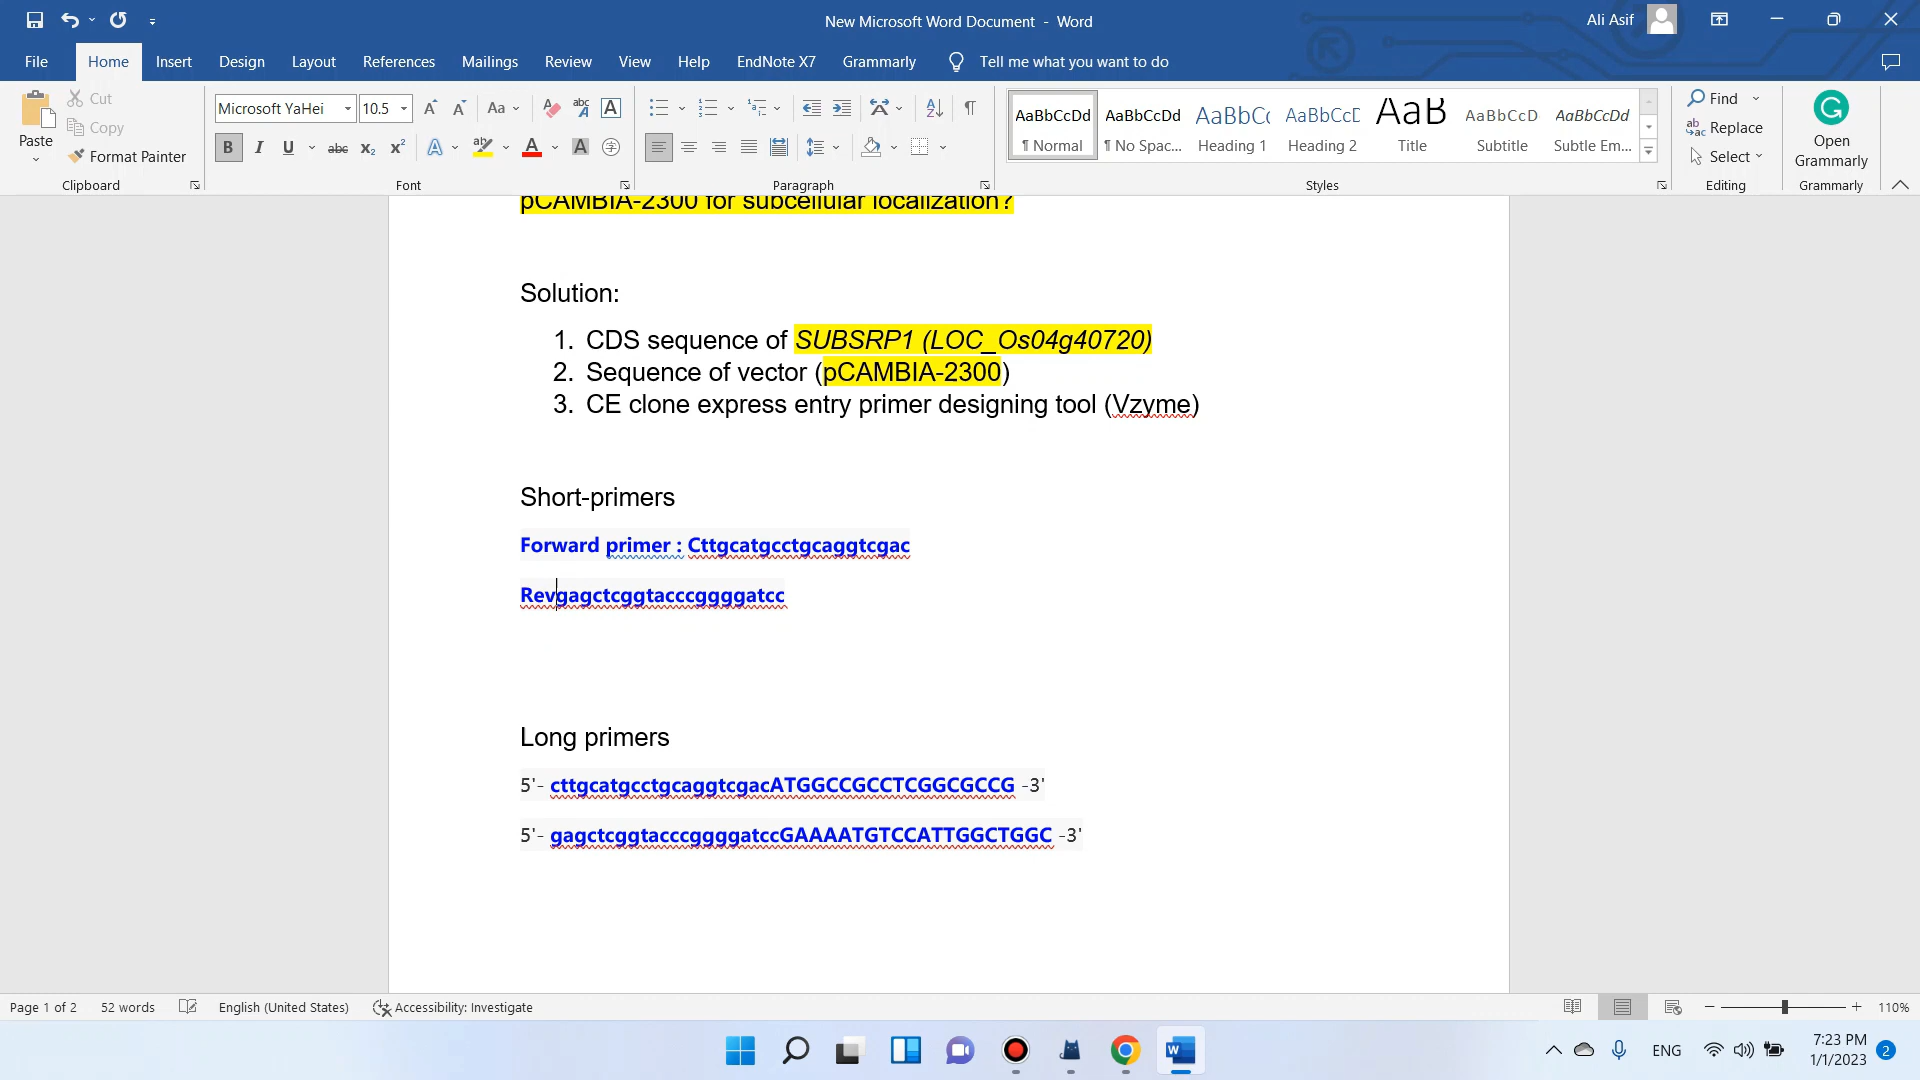 New Microsoft Word Document - Word
Ali Asif
File Home Insert Design Layout References Mailings Review View Help EndNote X7 Grammarly Tell me what you want to do
Paste
Cut
Copy
Format Painter
Clipboard
Microsoft YaHei 10.5
Font
Paragraph
AaBbCcDd AaBbCcDd AaBbC AaBbCcD AaB AaBbCcD AaBbCcDd
¶ Normal ¶ No Spac... Heading 1 Heading 2 Title Subtitle Subtle Em...
Styles
Find
Replace
Select
Editing
Open
Grammarly
Grammarly
pCAMBIA-2300 for subcellular localization?
Solution:
1. CDS sequence of SUBSRP1 (LOC_Os04g40720)
2. Sequence of vector (pCAMBIA-2300)
3. CE clone express entry primer designing tool (Vzyme)
Short-primers
Forward primer : Cttgcatgcctgcaggtcgac
Revgagctcggtacccggggatcc
Long primers
5'- cttgcatgcctgcaggtcgacATGGCCGCCTCGGCGCCG -3'
5'- gagctcggtacccggggatccGAAAATGTCCATTGGCTGGC -3'
Page 1 of 2 52 words English (United States) Accessibility: Investigate 110%
ENG 7:23 PM
1/1/2023 2